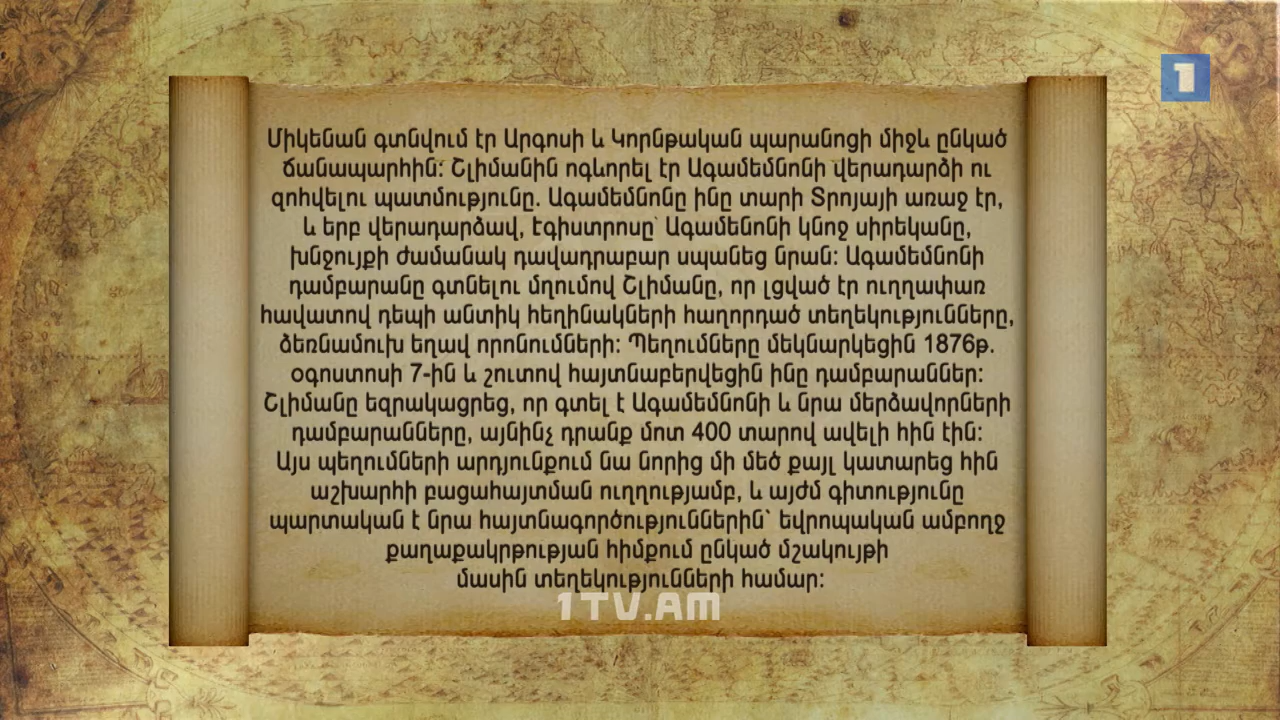 1
Միկենան գտնվում էր Արգոսի և Կորնթական պարանոցի միջև ընկած
ճանապարհին: Շլիմանին ոգևորել էր Ագամեմնոնի վերադարձի ու
զոհվելու պատմությունը. Ագամեմնոնը ինը տարի Տրոյայի առաջ էր,
և երբ վերադարձավ, էգիստրոսը՝ Ագամենոնի կնոջ սիրեկանը,
խնջույքի ժամանակ դավադրաբար սպանեց նրան: Ագամեմնոնի
դամբարանը գտնելու մղումով Շլիմանը, որ լցված էր ուղղափառ
հավատով դեպի անտիկ հեղինակների հաղորդած տեղեկությունները,
ձեռնամուխ եղավ որոնումների: Պեղումները մեկնարկեցին 1876թ.
օգոստոսի 7-ին և շուտով հայտնաբերվեցին ինը դամբարաններ:
Շլիմանը եզրակացրեց, որ գտել է Ագամեմնոնի և նրա մերձավորների
դամբարանները, այնինչ դրանք մոտ 400 տարով ավելի հին էին:
Այս պեղումների արդյունքում նա նորից մի մեծ քայլ կատարեց հին
աշխարհի բացահայտման ուղղությամբ, և այժմ գիտությունը
պարտական է նրա հայտնագործություններին՝ եվրոպական ամբողջ
քաղաքակրթության հիմքում ընկած մշակույթի
մասին տեղեկությունների համար:
1TV.AM